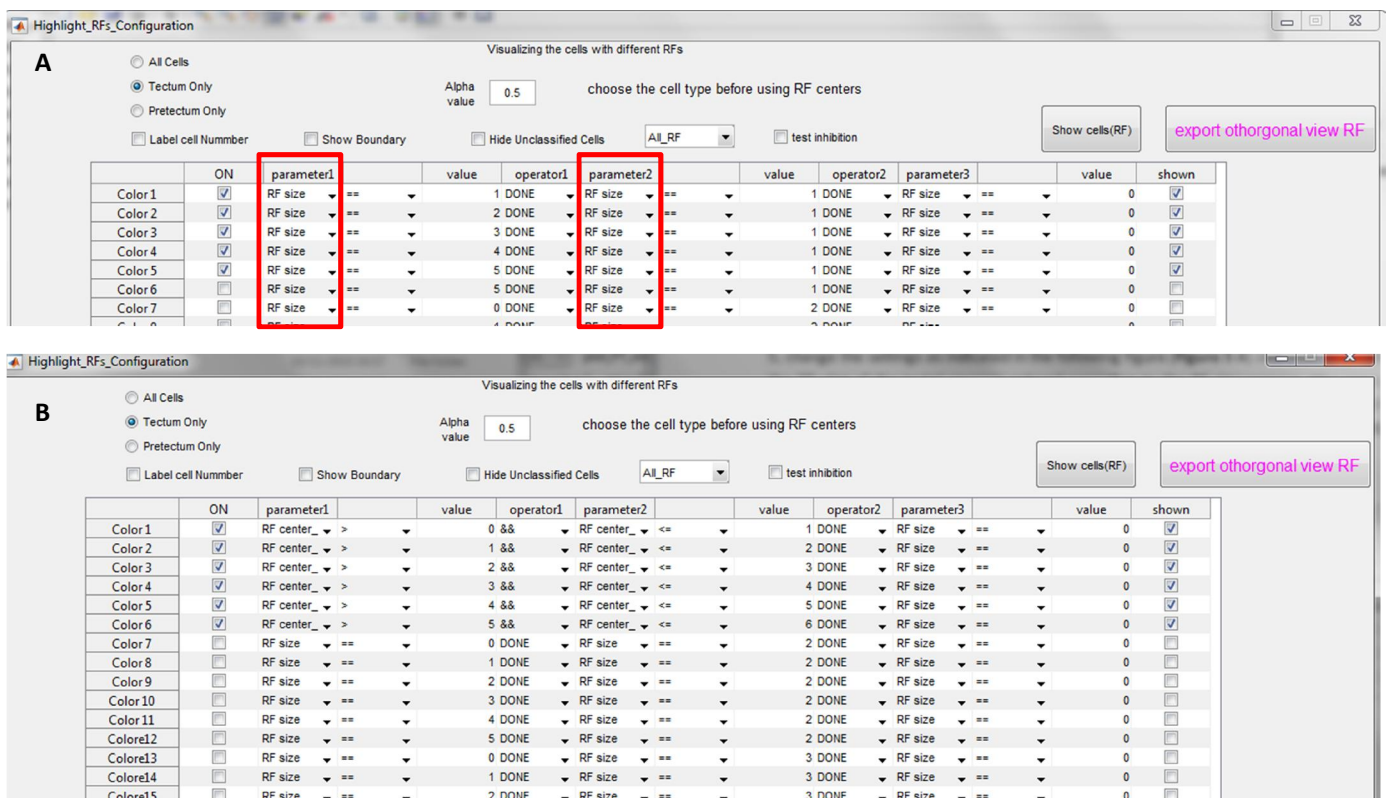 Highlight_RFs_Configuration
A
Visualizing the cells with different RFs
All Cells
Tectum Only
Pretectum Only
Alpha value 0.5 choose the cell type before using RF centers
Label cell Nummber Show Boundary Hide Unclassified Cells All_RF test inhibition Show cells(RF) export othorgonal view RF
ON parameter1 value operator1 parameter2 value operator2 parameter3 value shown
Color 1 RF size == 1 DONE RF size == 1 DONE RF size == 0
Color 2 RF size == 2 DONE RF size == 1 DONE RF size == 0
Color 3 RF size == 3 DONE RF size == 1 DONE RF size == 0
Color 4 RF size == 4 DONE RF size == 1 DONE RF size == 0
Color 5 RF size == 5 DONE RF size == 1 DONE RF size == 0
Color 6 RF size == 5 DONE RF size == 1 DONE RF size == 0
Color 7 RF size == 0 DONE RF size == 2 DONE RF size == 0
Highlight_RFs_Configuration
B
Visualizing the cells with different RFs
All Cells
Tectum Only
Pretectum Only
Alpha value 0.5 choose the cell type before using RF centers
Label cell Nummber Show Boundary Hide Unclassified Cells All_RF test inhibition Show cells(RF) export othorgonal view RF
ON parameter1 value operator1 parameter2 value operator2 parameter3 value shown
Color 1 RF center_ > 0 && RF center_ <= 1 DONE RF size == 0
Color 2 RF center_ > 1 && RF center_ <= 2 DONE RF size == 0
Color 3 RF center_ > 2 && RF center_ <= 3 DONE RF size == 0
Color 4 RF center_ > 3 && RF center_ <= 4 DONE RF size == 0
Color 5 RF center_ > 4 && RF center_ <= 5 DONE RF size == 0
Color 6 RF center_ > 5 && RF center_ <= 6 DONE RF size == 0
Color 7 RF size == 0 DONE RF size == 2 DONE RF size == 0
Color 8 RF size == 1 DONE RF size == 2 DONE RF size == 0
Color 9 RF size == 2 DONE RF size == 2 DONE RF size == 0
Color 10 RF size == 3 DONE RF size == 2 DONE RF size == 0
Color 11 RF size == 4 DONE RF size == 2 DONE RF size == 0
Colore12 RF size == 5 DONE RF size == 2 DONE RF size == 0
Colore13 RF size == 0 DONE RF size == 3 DONE RF size == 0
Colore14 RF size == 1 DONE RF size == 3 DONE RF size == 0
Colore15 RF size == 2 DONE RF size == 3 DONE RF size == 0